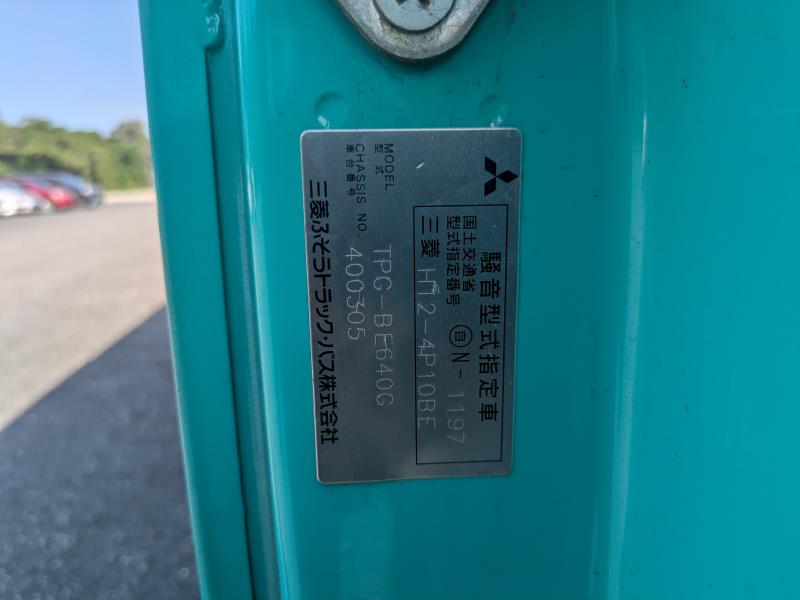 騒音型式指定車
国土交通省
型式指定番号 自N-1197
三菱 HM2-4P10BE
MODEL
型式 TPG-BE640G
CHASSIS NO.
車台番号 400305
三菱ふそうトラック・バス株式会社